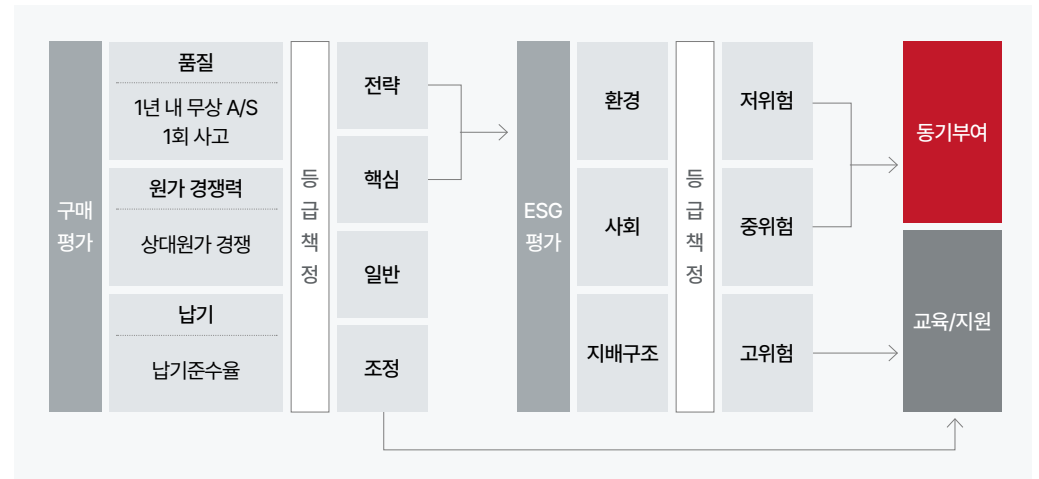 구매
평가
품질
1년 내 무상 A/S
1회 사고
원가 경쟁력
상대원가 경쟁
납기
납기준수율
등
급
책
정
전략
핵심
일반
조정
ESG
평가
환경
사회
지배구조
등
급
책
정
저위험
중위험
고위험
동기부여
교육/지원